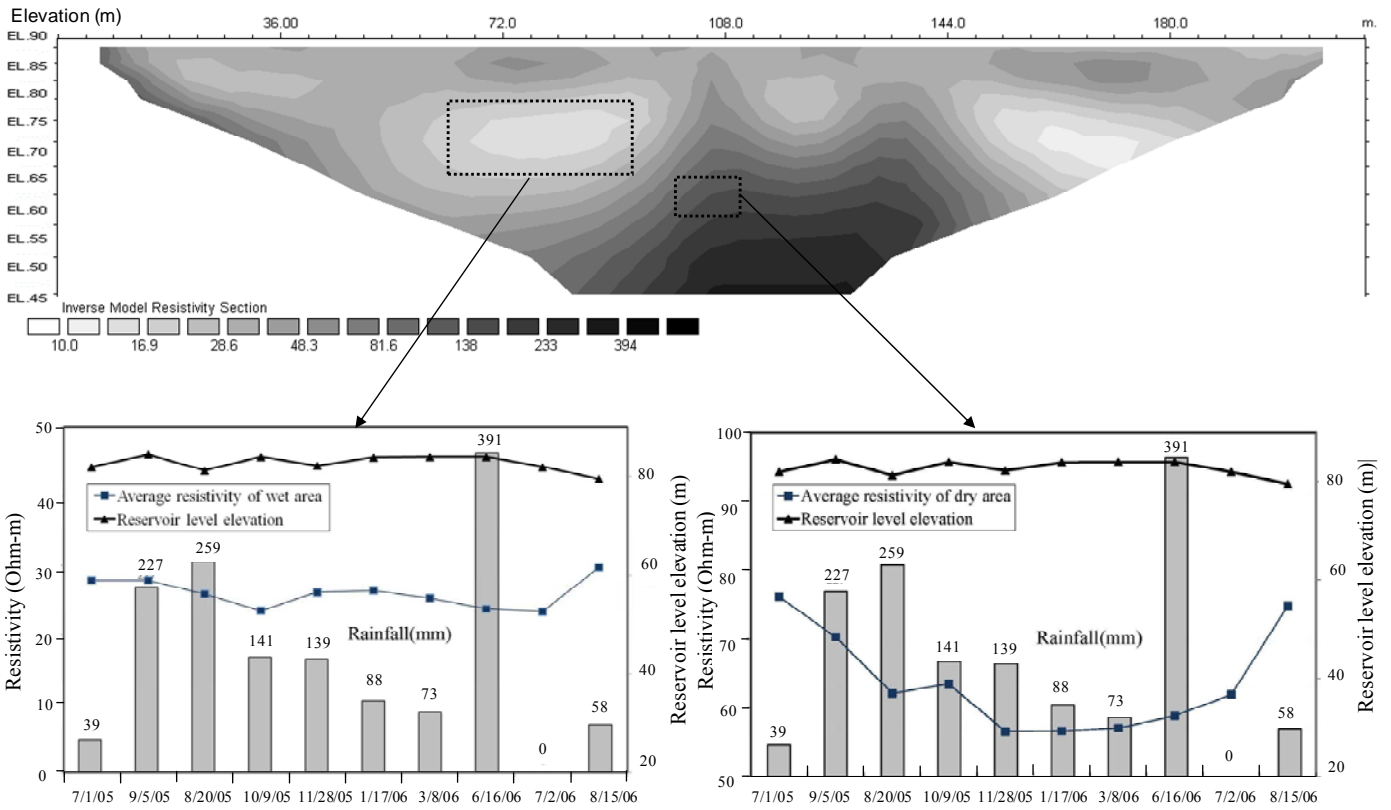 Elevation (m)
36.00 72.0 108.0 144.0 180.0 m.
EL.90
EL.85
EL.80
EL.75
EL.70
EL.65
EL.60
EL.55
EL.50
EL.45
Inverse Model Resistivity Section
10.0 16.9 28.6 48.3 81.6 138 233 394
Resistivity (Ohm-m)
50
40
30
20
10
0
Average resistivity of wet area
Reservoir level elevation
Rainfall(mm)
39 227 259 141 139 88 73 391 0 58
80
60
40
20
Reservoir level elevation (m)
7/1/05 9/5/05 8/20/05 10/9/05 11/28/05 1/17/06 3/8/06 6/16/06 7/2/06 8/15/06
Resistivity (Ohm-m)
100
90
80
70
60
50
Average resistivity of dry area
Reservoir level elevation
Rainfall(mm)
39 227 259 141 139 88 73 391 0 58
80
60
40
20
Reservoir level elevation (m)
7/1/05 9/5/05 8/20/05 10/9/05 11/28/05 1/17/06 3/8/06 6/16/06 7/2/06 8/15/06